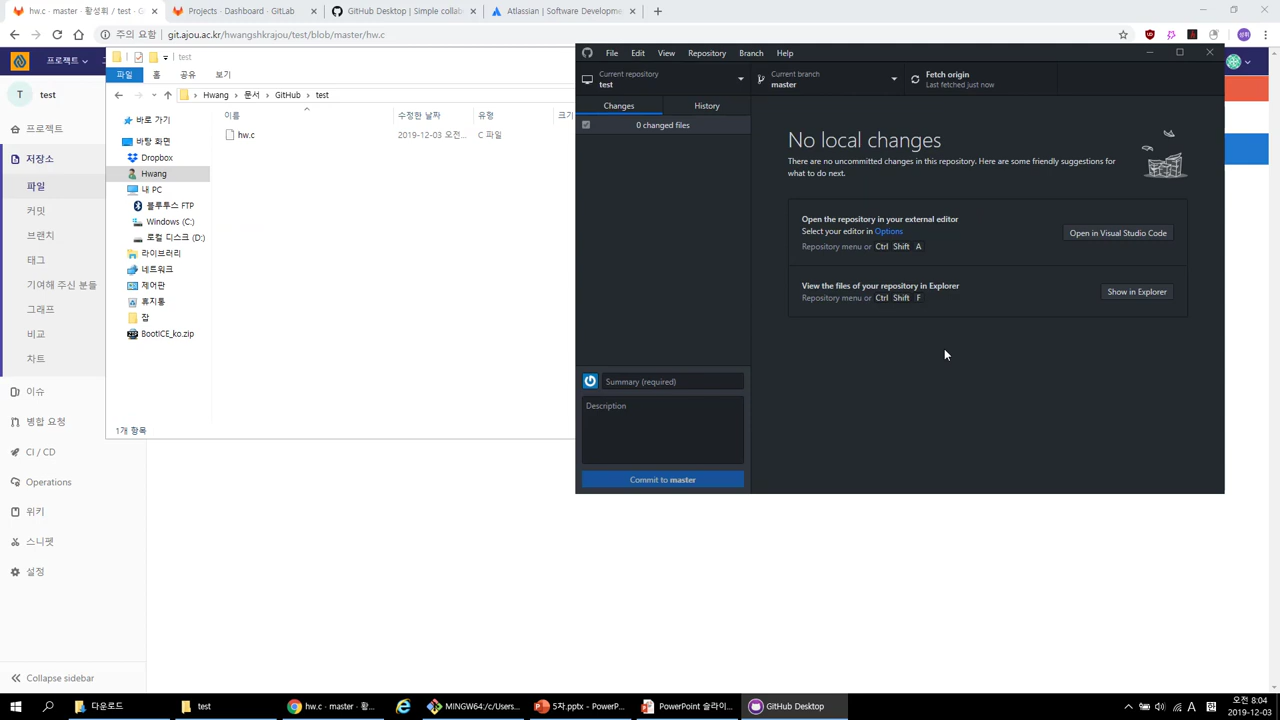 hw.c - master - 황성휘 / test - G
Projects - Dashboard - GitLab
GitHub Desktop | Simple collab
Atlassian | Software Developme
주의 요함 | git.ajou.ac.kr/hwangshkrajou/test/blob/master/hw.c
프로젝트
T test
프로젝트
저장소
파일
커밋
브랜치
태그
기여해 주신 분들
그래프
비교
차트
이슈
병합 요청
CI / CD
Operations
위키
스니펫
설정
Collapse sidebar
test
파일 홈 공유 보기
Hwang 문서 GitHub test
이름 수정한 날짜 유형 크기
hw.c 2019-12-03 오전... C 파일
바로 가기
바탕 화면
Dropbox
Hwang
내 PC
블루투스 FTP
Windows (C:)
로컬 디스크 (D:)
라이브러리
네트워크
제어판
휴지통
잡
BootICE_ko.zip
1개 항목
File Edit View Repository Branch Help
Current repository
test
Current branch
master
Fetch origin
Last fetched just now
Changes History
0 changed files
Summary (required)
Description
Commit to master
No local changes
There are no uncommitted changes in this repository. Here are some friendly suggestions for
what to do next.
Open the repository in your external editor
Select your editor in Options
Repository menu or Ctrl Shift A
Open in Visual Studio Code
View the files of your repository in Explorer
Repository menu or Ctrl Shift F
Show in Explorer
다운로드
test
hw.c - master - 황...
MINGW64:/c/Users...
5자.pptx - PowerP...
PowerPoint 슬라이...
GitHub Desktop
A
오전 8:04
2019-12-03